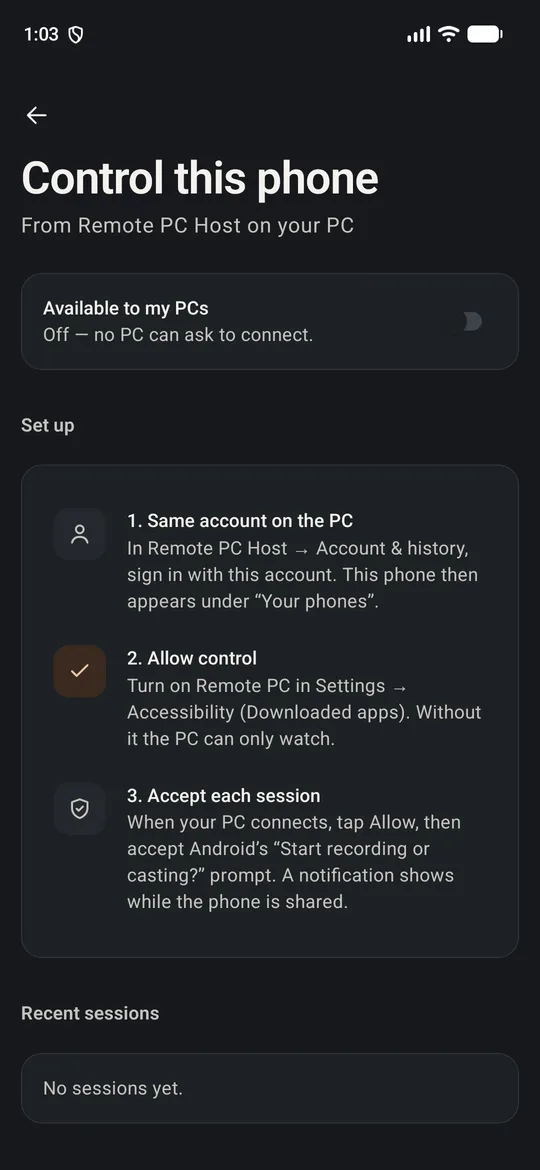 1:03
Control this phone
From Remote PC Host on your PC
Available to my PCs
Off — no PC can ask to connect.
Set up
1. Same account on the PC
In Remote PC Host → Account & history,
sign in with this account. This phone then
appears under “Your phones”.
2. Allow control
Turn on Remote PC in Settings →
Accessibility (Downloaded apps). Without
it the PC can only watch.
3. Accept each session
When your PC connects, tap Allow, then
accept Android’s “Start recording or
casting?” prompt. A notification shows
while the phone is shared.
Recent sessions
No sessions yet.